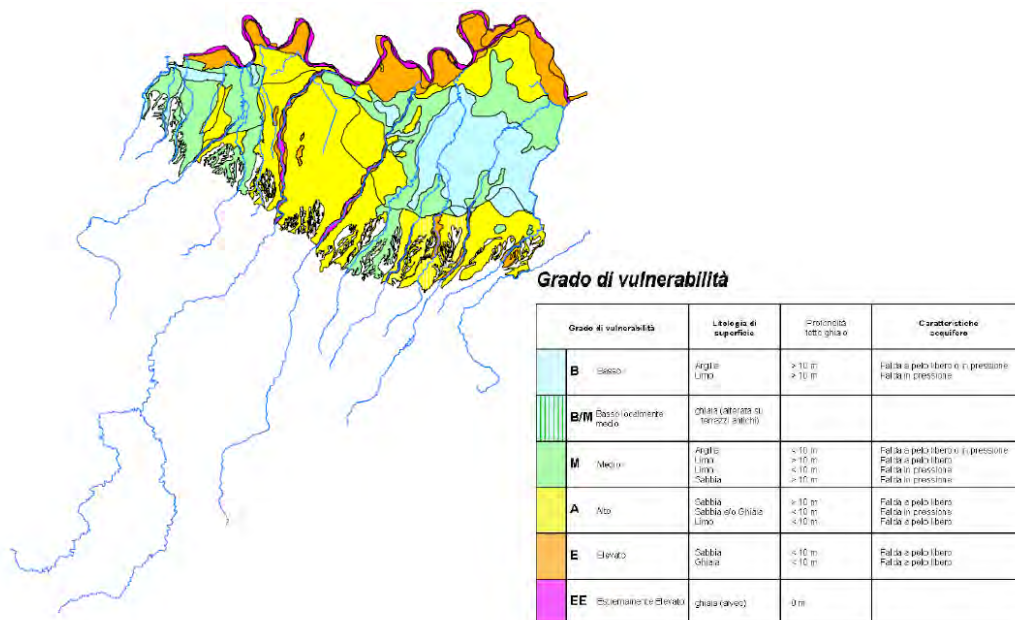 Grado di vulnerabilità
Grado di vulnerabilità
Litologia di
superficie
Profondità
tetto ghiaie
Caratteristiche
acquifero
B Basso
Argilla > 10 m Falda a pelo libero o in pressione
Limo > 10 m Falda in pressione
B/M Basso localmente
medio
ghiaia (alterata su
terrazzi antichi)
M Medio
Argilla < 10 m Falda a pelo libero o in pressione
Limo > 10 m Falda a pelo libero
Limo < 10 m Falda in pressione
Sabbia > 10 m Falda in pressione
A Alto
Sabbia > 10 m Falda a pelo libero
Sabbia e/o Ghiaia < 10 m Falda in pressione
Limo < 10 m Falda a pelo libero
E Elevato
Sabbia < 10 m Falda a pelo libero
Ghiaia < 10 m Falda a pelo libero
EE Estremamente Elevato
ghiaia (alveo)
0 m